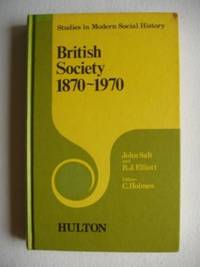 Studies in Modern Social History
British
Society
1870~1970
John Salt
and
B.J. Elliott
Editor
C. Holmes
HULTON